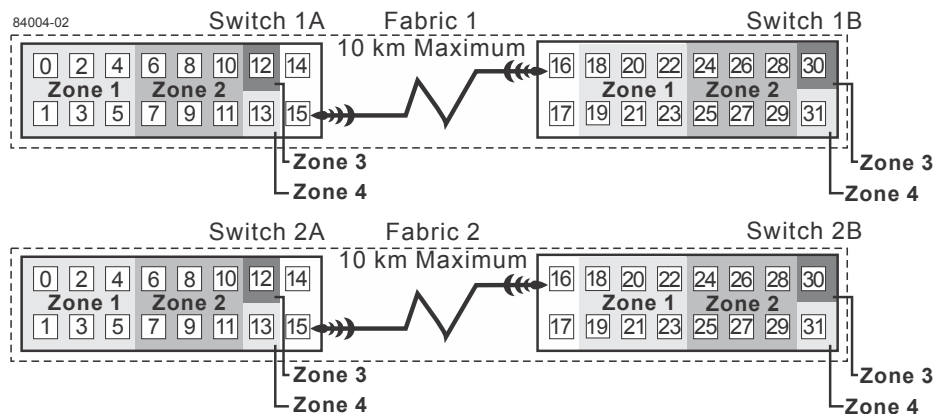 84004-02
Switch 1A Fabric 1 Switch 1B
10 km Maximum
0 2 4 6 8 10 12 14 16 18 20 22 24 26 28 30
Zone 1 Zone 2 Zone 1 Zone 2
1 3 5 7 9 11 13 15 17 19 21 23 25 27 29 31
Zone 3 Zone 3
Zone 4 Zone 4
Switch 2A Fabric 2 Switch 2B
10 km Maximum
0 2 4 6 8 10 12 14 16 18 20 22 24 26 28 30
Zone 1 Zone 2 Zone 1 Zone 2
1 3 5 7 9 11 13 15 17 19 21 23 25 27 29 31
Zone 3 Zone 3
Zone 4 Zone 4